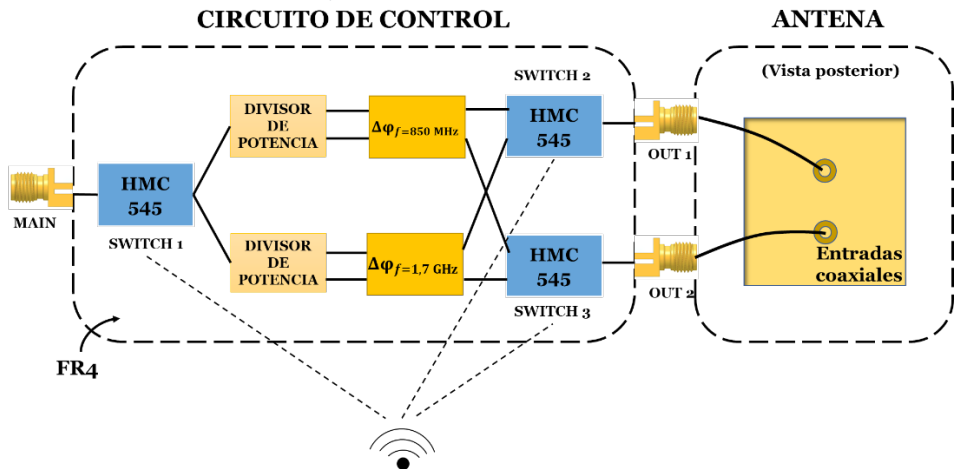 CIRCUITO DE CONTROL
ANTENA
(Vista posterior)
SWITCH 2
DIVISOR
DE
POTENCIA
Δφf=850 MHz
HMC
545
OUT 1
MAIN
HMC
545
SWITCH 1
DIVISOR
DE
POTENCIA
Δφf=1,7 GHz
HMC
545
OUT 2
SWITCH 3
Entradas
coaxiales
FR4